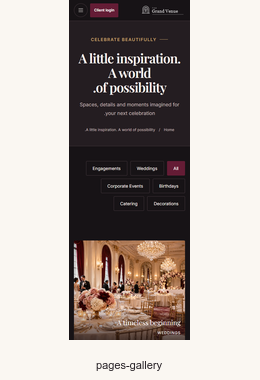 Client login
Grand Venue
CELEBRATE BEAUTIFULLY
A little inspiration.
A world
.of possibility
Spaces, details and moments imagined for
.your next celebration
.A little inspiration. A world of possibility / Home
Engagements
Weddings
All
Corporate Events
Birthdays
Catering
Decorations
A timeless beginning
WEDDINGS
pages-gallery